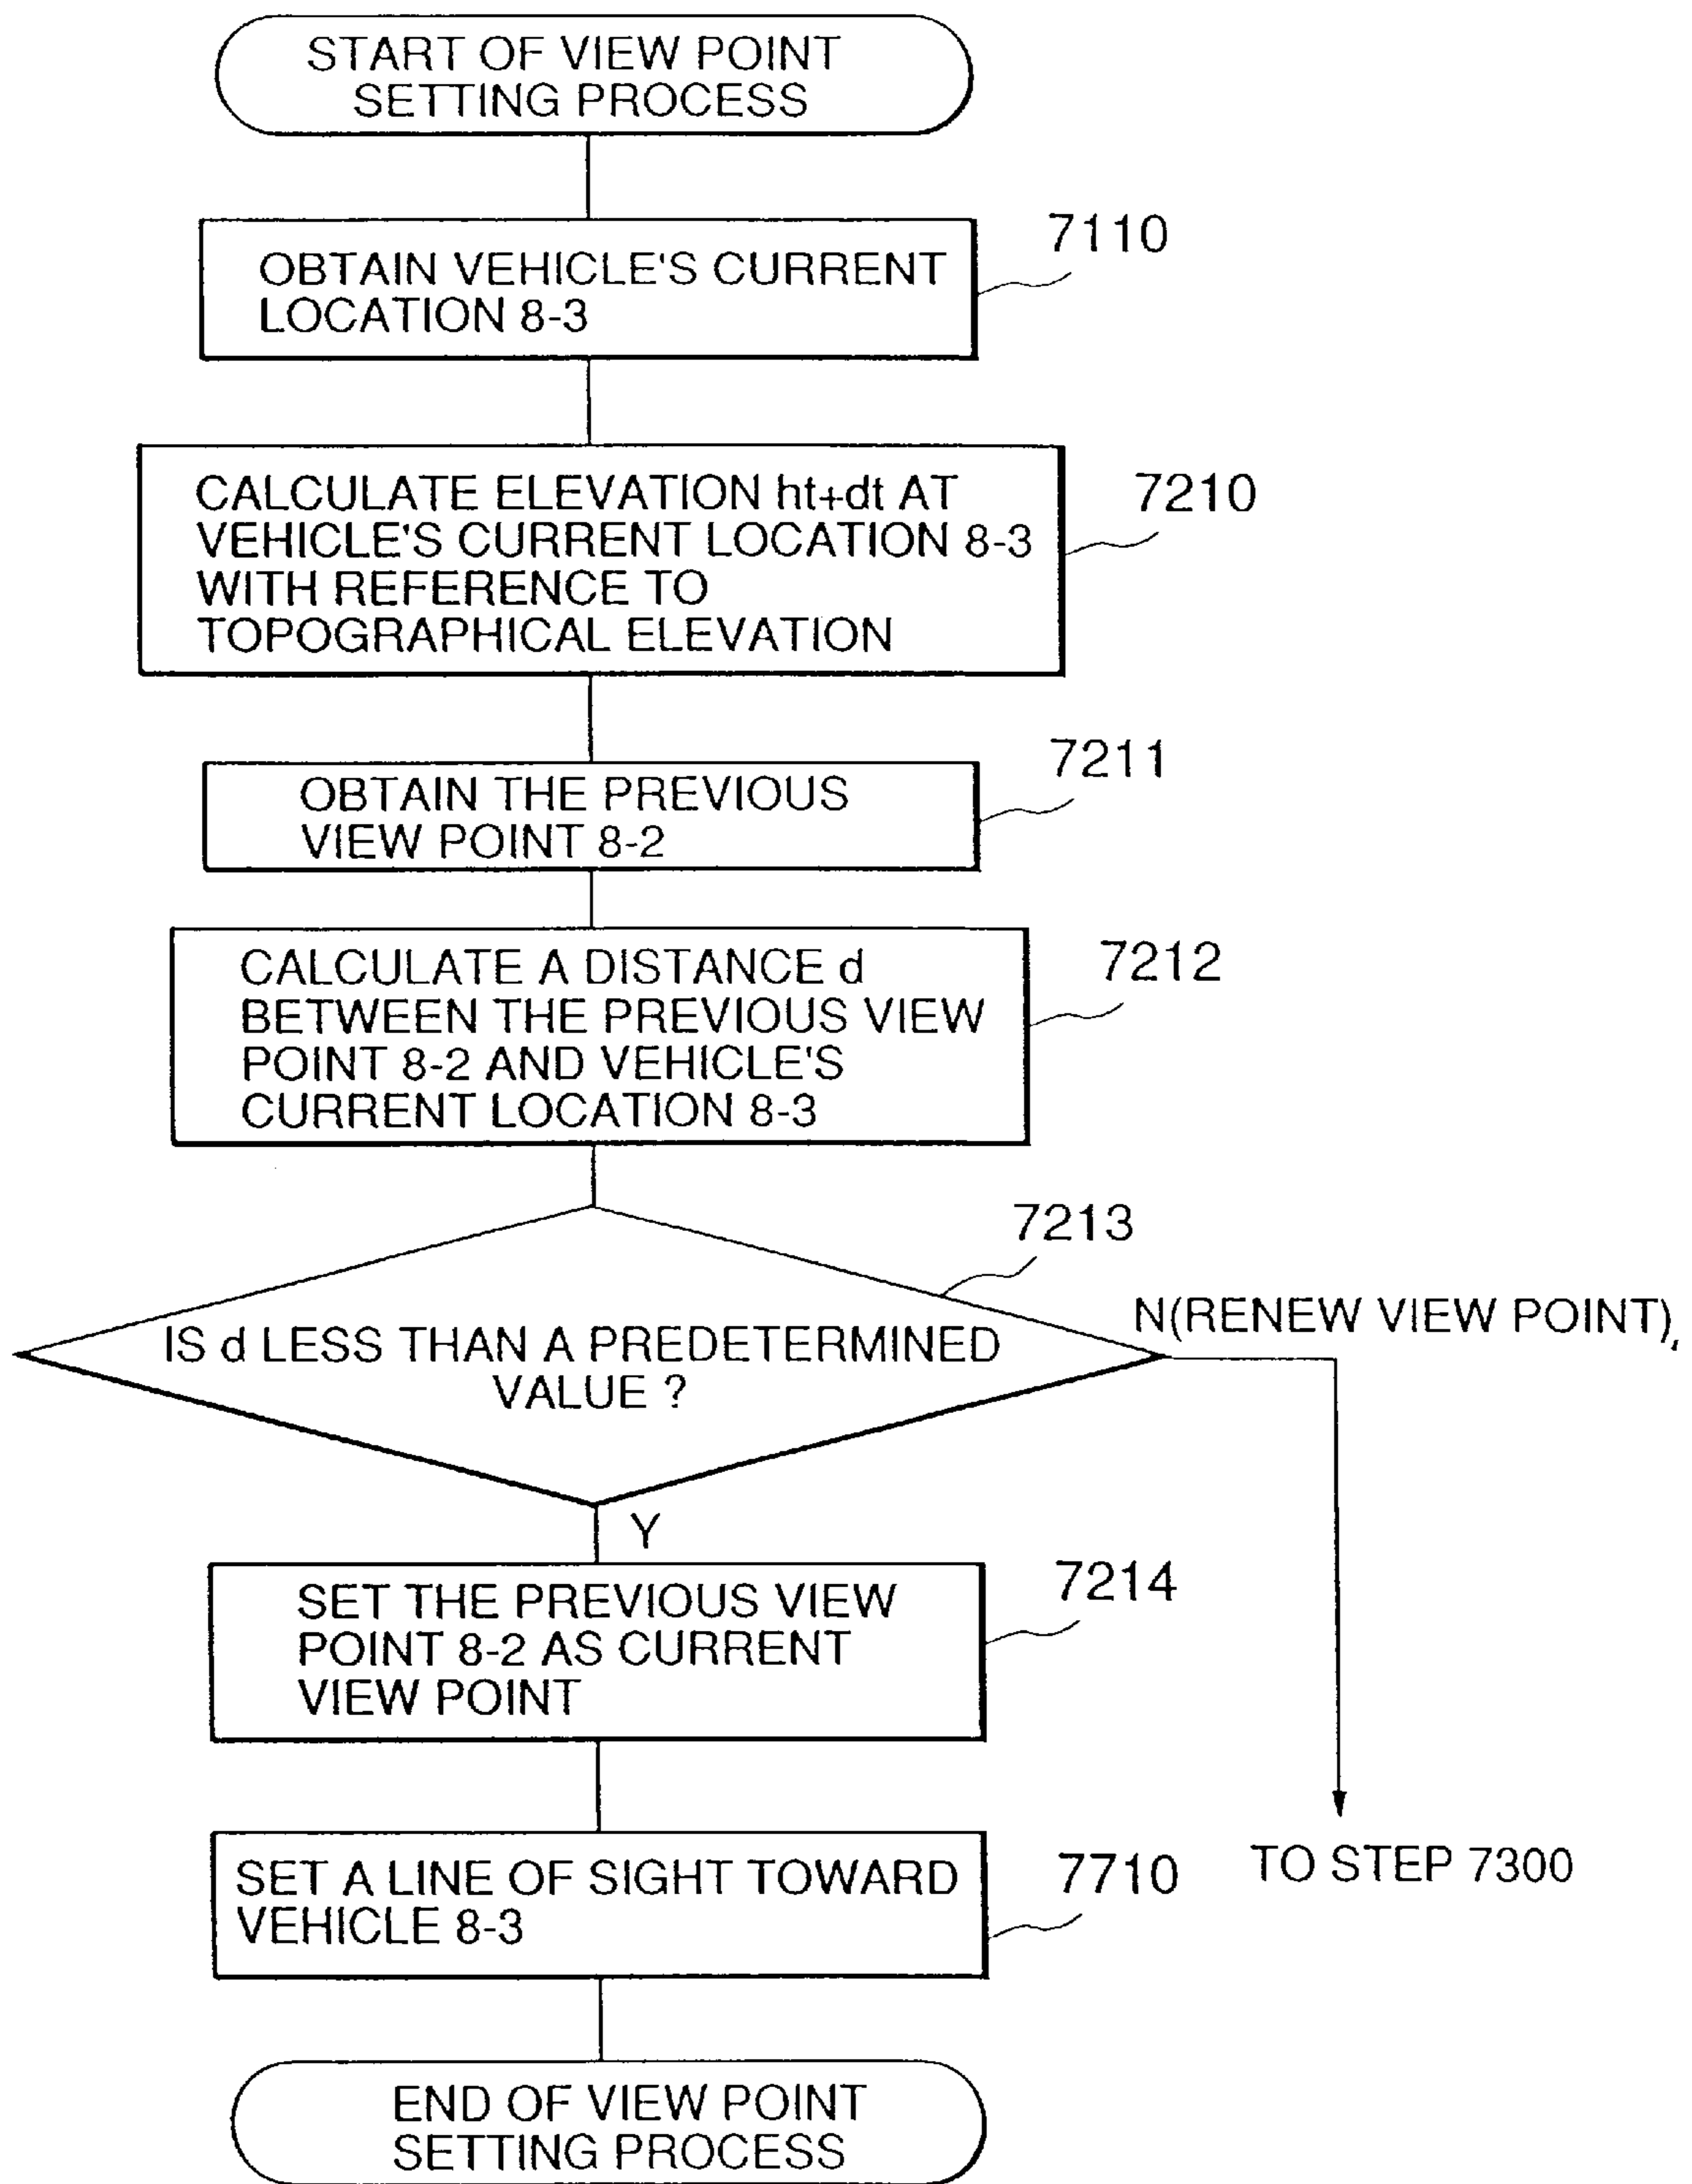 START OF VIEW POINT
SETTING PROCESS
7110
OBTAIN VEHICLE'S CURRENT
LOCATION 8-3
7210
CALCULATE ELEVATION ht+dt AT
VEHICLE'S CURRENT LOCATION 8-3
WITH REFERENCE TO
TOPOGRAPHICAL ELEVATION
7211
OBTAIN THE PREVIOUS
VIEW POINT 8-2
7212
CALCULATE A DISTANCE d
BETWEEN THE PREVIOUS VIEW
POINT 8-2 AND VEHICLE'S
CURRENT LOCATION 8-3
7213
N(RENEW VIEW POINT),
IS d LESS THAN A PREDETERMINED
VALUE ?
Y
7214
SET THE PREVIOUS VIEW
POINT 8-2 AS CURRENT
VIEW POINT
7710
TO STEP 7300
SET A LINE OF SIGHT TOWARD
VEHICLE 8-3
END OF VIEW POINT
SETTING PROCESS